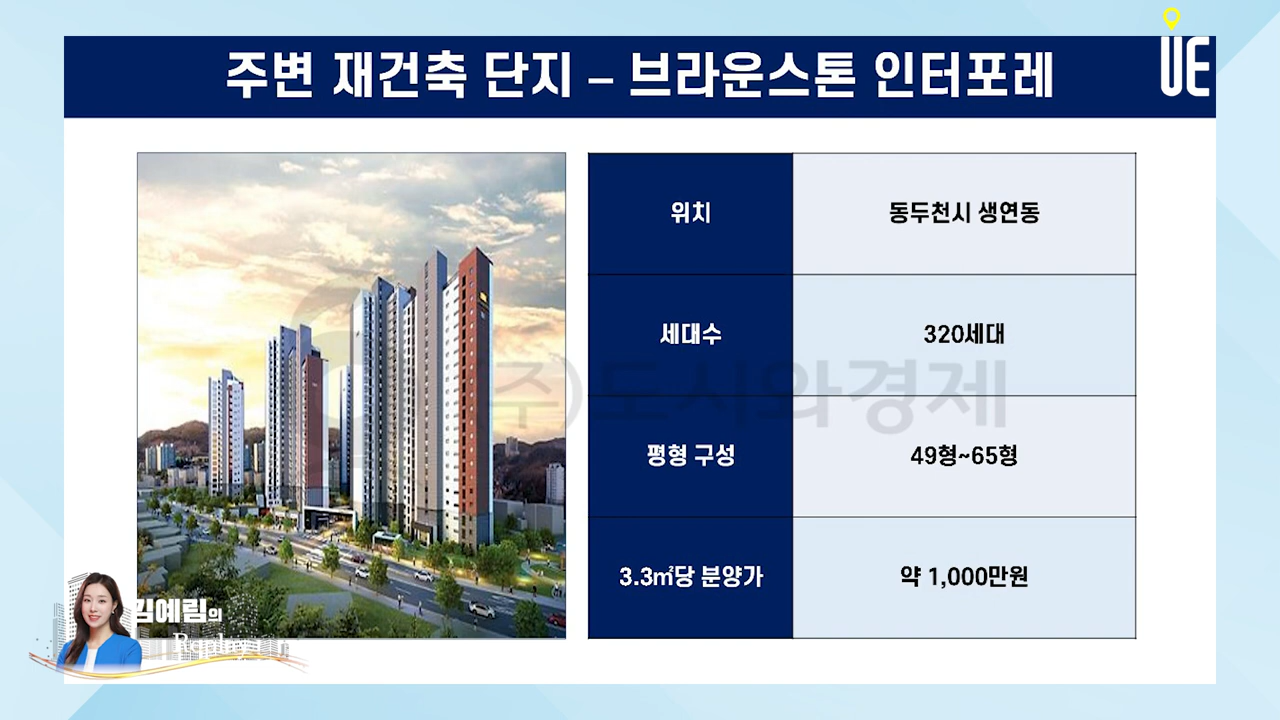 주변 재건축 단지 – 브라운스톤 인터포레
UE
위치 동두천시 생연동
세대수 320세대
(주)도시와경제
평형 구성 49형~65형
3.3㎡당 분양가 약 1,000만원
김예림의